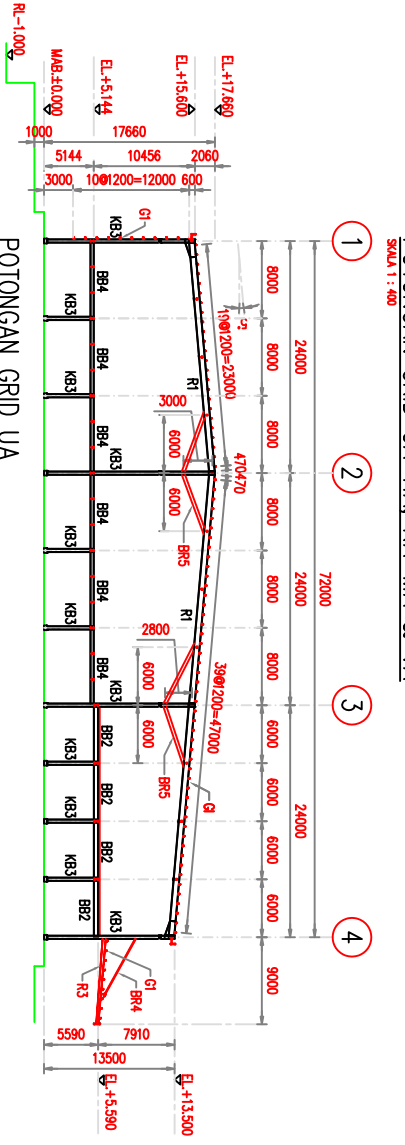 SKALA 1 : 400
1
2
3
4
72000
24000
24000
24000
8000
8000
8000
8000
8000
8000
6000
6000
6000
6000
9000
470470
19@1200=23000
39@1200=47000
EL.+17.660
EL.+15.600
EL.+13.500
EL.+5.590
EL.+5.144
MAB.±0.000
RL-1.000
2060
10456
5144
17660
1000
600
10@1200=12000
3000
7910
5590
13500
R1
R1
G1
G1
G1
3000
6000
6000
BR5
2800
6000
6000
BR5
BR4
R3
KB3
KB3
KB3
KB3
BB4
BB4
BB4
BB4
BB4
BB4
BB2
BB2
BB2
BB2
KB3
KB3
KB3
KB3
KB3
KB3
KB3
POTONGAN GRID UA